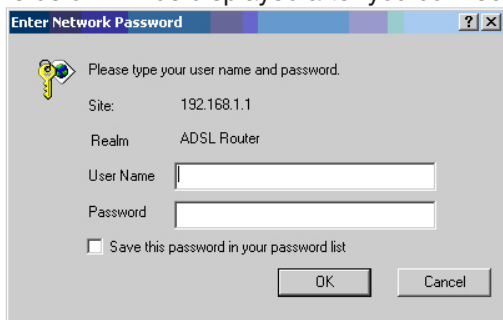 Enter Network Password
Please type your user name and password.
Site: 192.168.1.1
Realm ADSL Router
User Name
Password
Save this password in your password list
OK Cancel